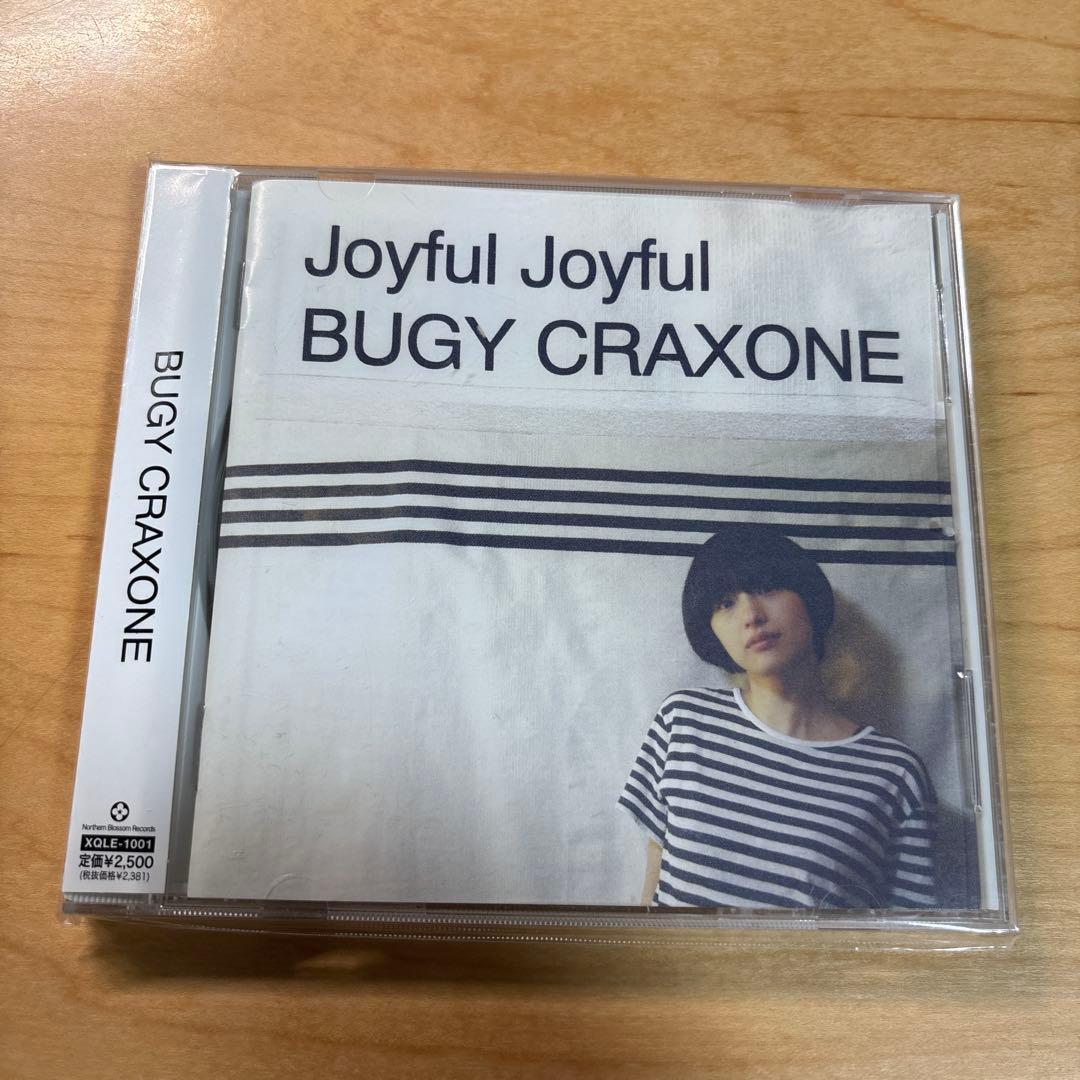 Joyful Joyful
BUGY CRAXONE
BUGY CRAXONE
Northern Blossom Records
XQLE-1001
定価¥2,500
(税抜価格¥2,381)